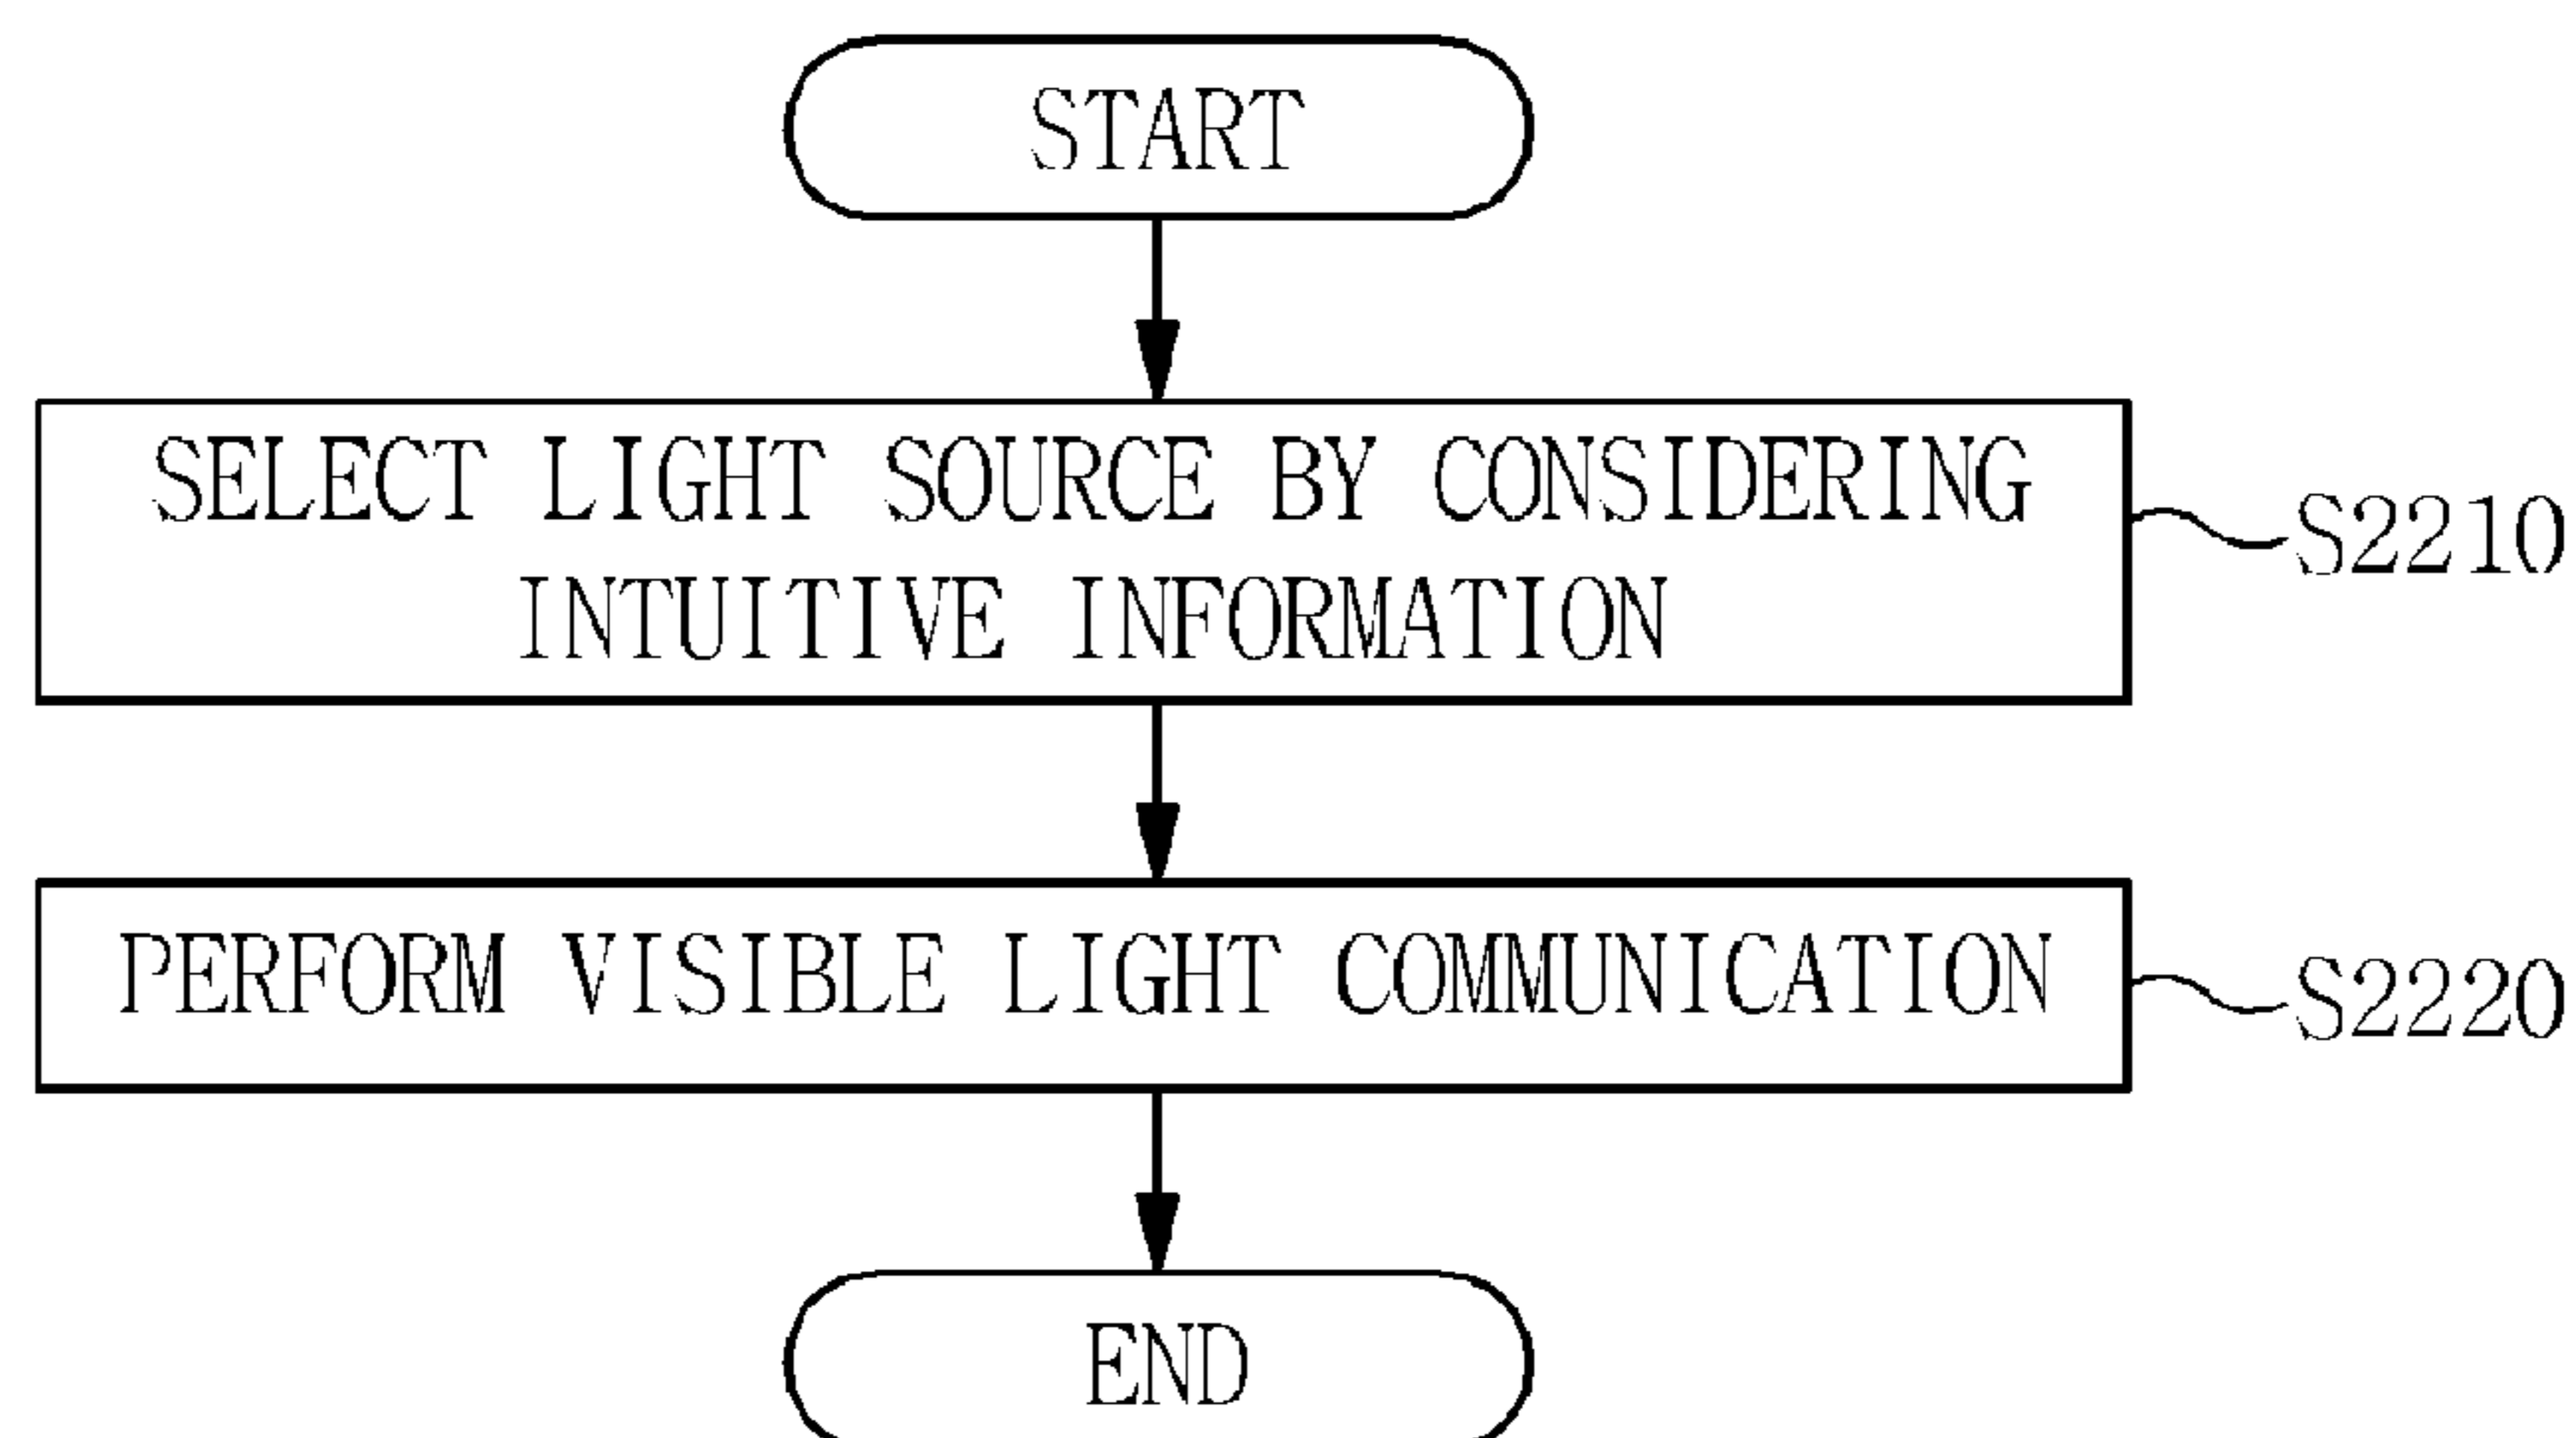 START
SELECT LIGHT SOURCE BY CONSIDERING
INTUITIVE INFORMATION
S2210
PERFORM VISIBLE LIGHT COMMUNICATION
S2220
END